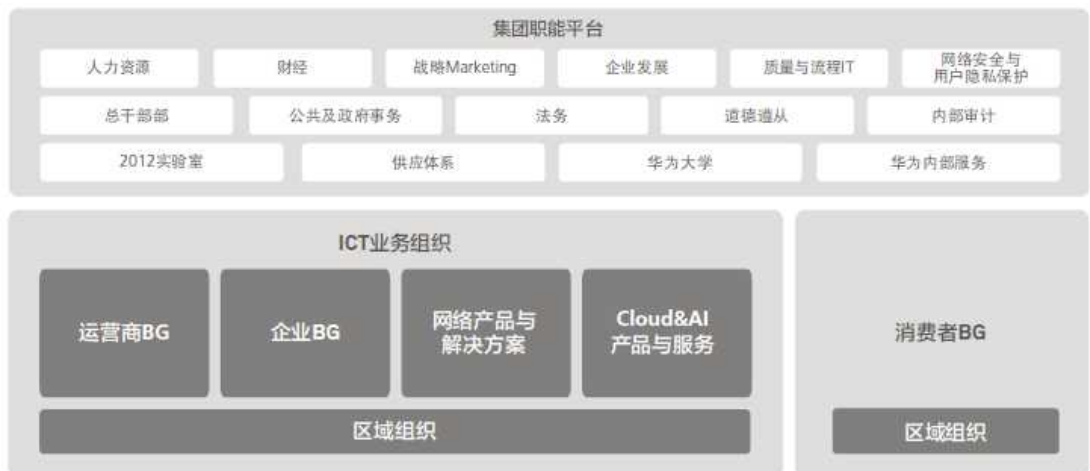 集团职能平台
人力资源
财经
战略Marketing
企业发展
质量与流程IT
网络安全与
用户隐私保护
总干部部
公共及政府事务
法务
道德遵从
内部审计
2012实验室
供应体系
华为大学
华为内部服务
ICT业务组织
运营商BG
企业BG
网络产品与
解决方案
Cloud&AI
产品与服务
区域组织
消费者BG
区域组织